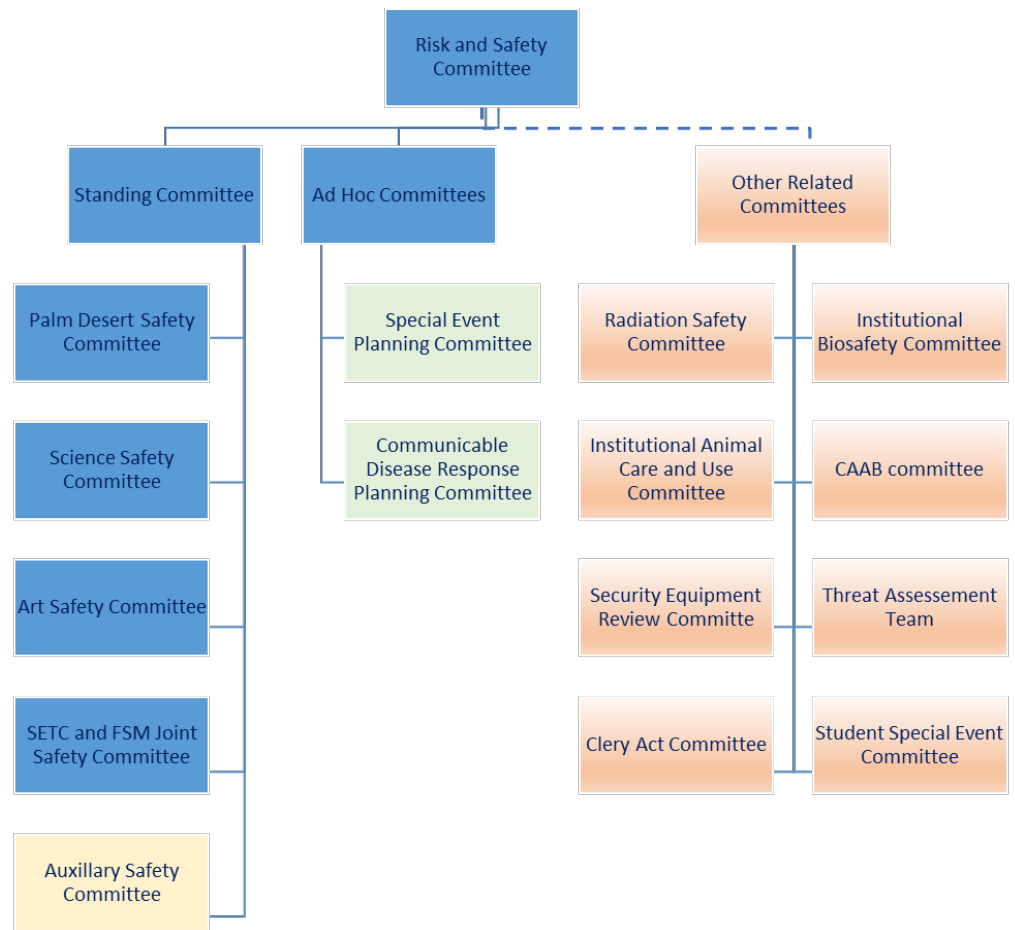 Risk and Safety
Committee
Standing Committee
Ad Hoc Committees
Other Related
Committees
Palm Desert Safety
Committee
Special Event
Planning Committee
Radiation Safety
Committee
Institutional
Biosafety Committee
Science Safety
Committee
Communicable
Disease Response
Planning Committee
Institutional Animal
Care and Use
Committee
CAAB committee
Art Safety Committee
Security Equipment
Review Committe
Threat Assessement
Team
SETC and FSM Joint
Safety Committee
Clery Act Committee
Student Special Event
Committee
Auxillary Safety
Committee